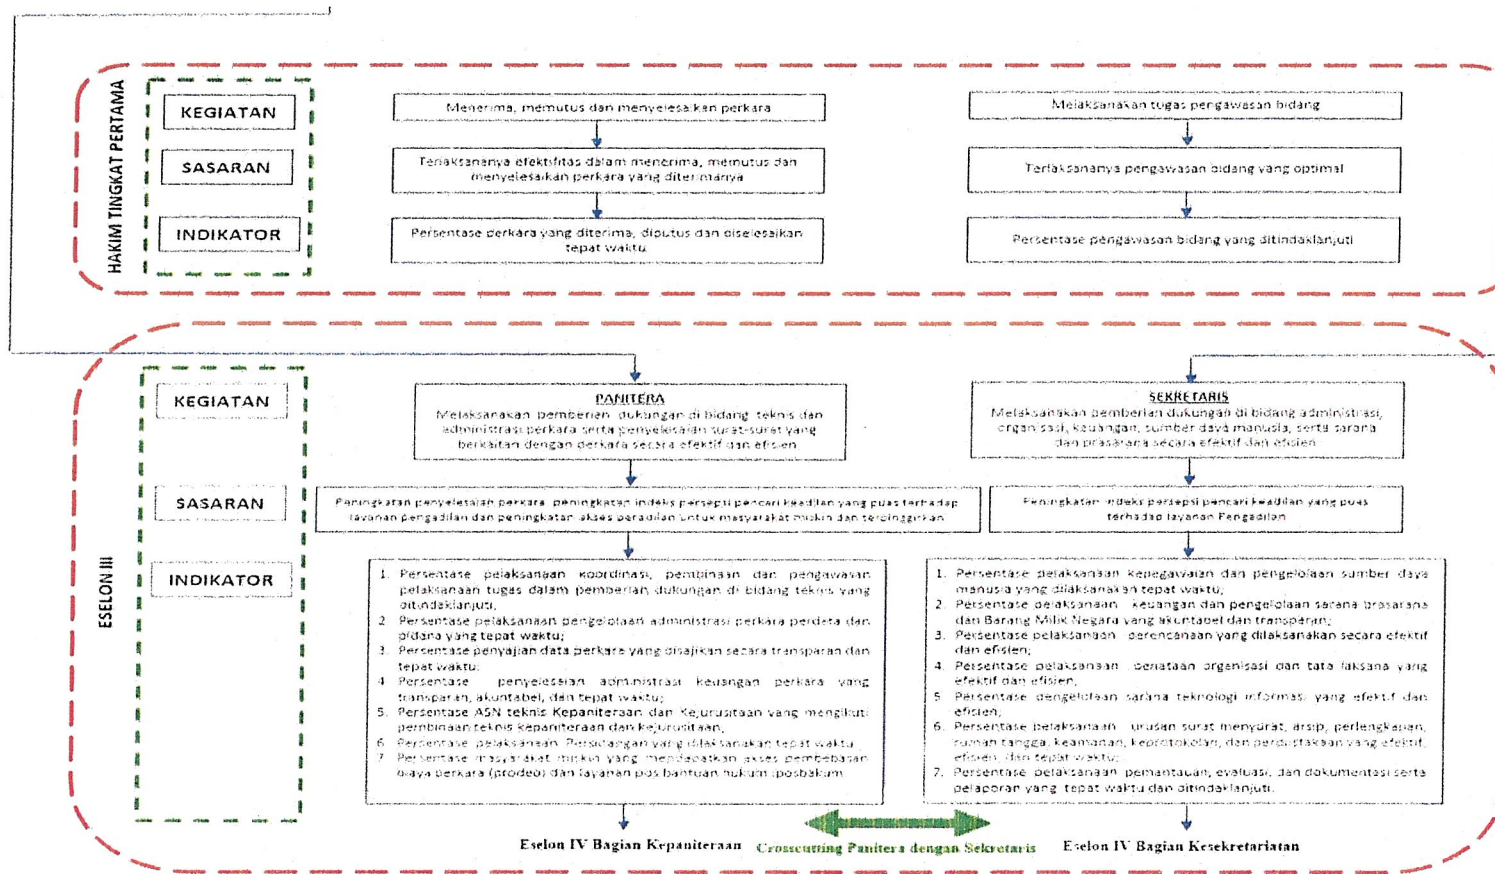 HAKIM TINGKAT PERTAMA
KEGIATAN
Menerima, memutus dan menyelesaikan perkara
Melaksanakan tugas pengawasan bidang
SASARAN
Terlaksananya efektifitas dalam menerima, memutus dan
menyelesaikan perkara yang diterimanya
Terlaksananya pengawasan bidang yang optimal
INDIKATOR
Persentase perkara yang diterima, diputus dan diselesaikan
tepat waktu
Persentase pengawasan bidang yang ditindaklanjuti
ESELON III
KEGIATAN
PANITERA
Melaksanakan pemberian dukungan di bidang teknis dan
administrasi perkara serta penyelesaian surat-surat yang
berkaitan dengan perkara secara efektif dan efisien
SEKRETARIS
Melaksanakan pemberian dukungan di bidang administrasi,
organisasi, keuangan, sumber daya manusia, serta sarana
dan prasarana secara efektif dan efisien
SASARAN
Peningkatan penyelesaian perkara peningkatan indeks persepsi pencari keadilan yang puas terhadap
layanan pengadilan dan peningkatan akses peradilan untuk masyarakat miskin dan terpinggirkan
Peningkatan indeks persepsi pencari keadilan yang puas
terhadap layanan Pengadilan
INDIKATOR
1. Persentase pelaksanaan koordinasi, pembinaan dan pengawasan
pelaksanaan tugas dalam pemberian dukungan di bidang teknis yang
ditindaklanjuti;
2 Persentase pelaksanaan pengelolaan administrasi perkara perdata dan
pidana yang tepat waktu;
3. Persentase penyajian data perkara yang disajikan secara transparan dan
tepat waktu;
4 Persentase penyelesaian administrasi keuangan perkara yang
transparan, akuntabel, dan tepat waktu;
5. Persentase ASN teknis Kepaniteraan dan Kejurusitaan yang mengikuti
pembinaan teknis kepaniteraan dan kejurusitaan,
6 Persentase pelaksanaan Persidangan yang dilaksanakan tepat waktu
7 Persentase masyarakat miskin yang mendapatkan akses pembebasan
biaya perkara (prodeo) dan layanan pos bantuan hukum (posbakum
1. Persentase pelaksanaan kepegawaian dan pengelolaan sumber daya
manusia yang dilaksanakan tepat waktu;
2. Persentase pelaksanaan keuangan dan pengelolaan sarana prasarana
dan Barang Milik Negara yang akuntabel dan transparan;
3. Persentase pelaksanaan perencanaan yang dilaksanakan secara efektif
dan efisien;
4 Persentase pelaksanaan penataan organisasi dan tata laksana yang
efektif dan efisien,
5 Persentase pengelolaan sarana teknologi informasi yang efektif dan
efisien;
6. Persentase pelaksanaan urusan surat menyurat, arsip, perlengkapan,
rumah tangga, keamanan, keprotokolan, dan perpustakaan yang efektif,
efisien, dan tepat waktu;
7. Persentase pelaksanaan pemantauan, evaluasi, dan dokumentasi serta
pelaporan yang tepat waktu dan ditindaklanjuti.
Eselon IV Bagian Kepaniteraan
Crosscutting Panitera dengan Sekretaris
Eselon IV Bagian Kesekretariatan